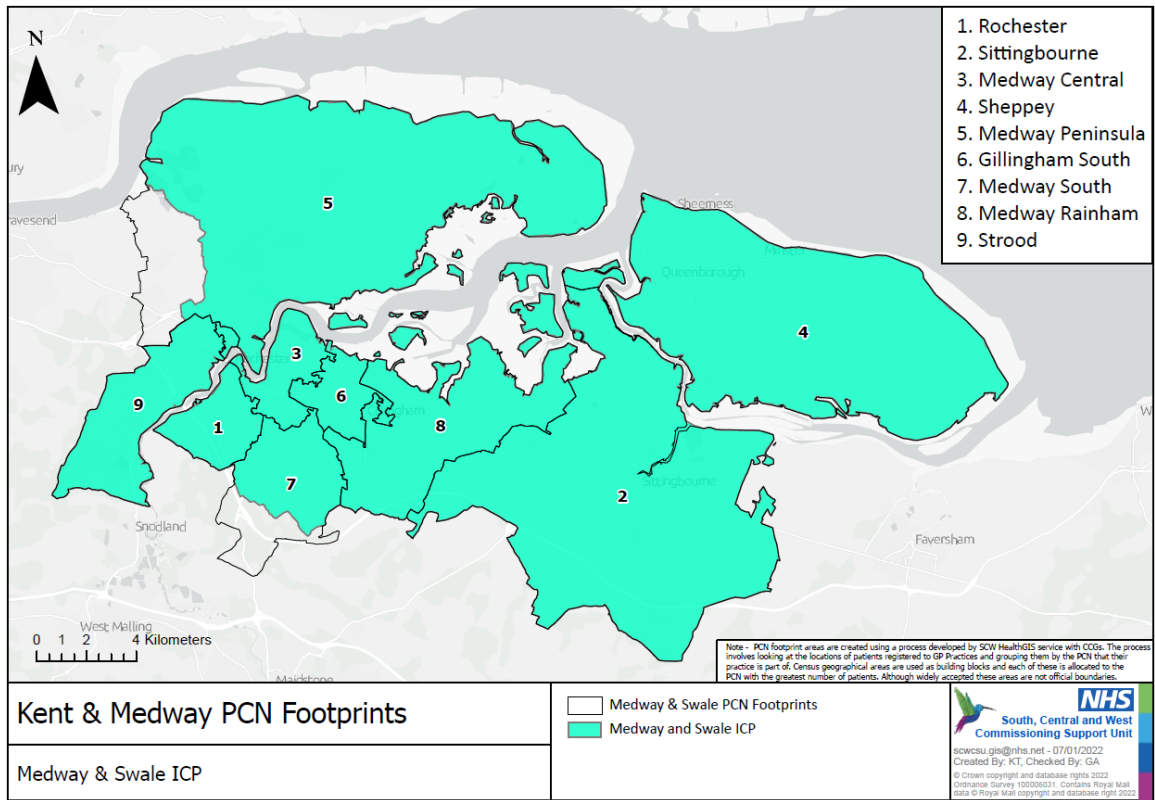 N
1. Rochester
2. Sittingbourne
3. Medway Central
4. Sheppey
5. Medway Peninsula
6. Gillingham South
7. Medway South
8. Medway Rainham
9. Strood
ury
ravesend
5
Sheerness
Minster
Queenborough
4
3
9
6
1
8
7
2
Sittingbourne
Snodland
Faversham
W
West Malling
Maidstone
0 1 2 4 Kilometers
Note - PCN footprint areas are created using a process developed by SCW HealthGIS service with CCGs. The process
involves looking at the locations of patients registered to GP Practices and grouping them by the PCN that their
practice is part of. Census geographical areas are used as building blocks and each of these is allocated to the
PCN with the greatest number of patients. Although widely accepted these areas are not official boundaries.
Kent & Medway PCN Footprints
Medway & Swale ICP
Medway & Swale PCN Footprints
Medway and Swale ICP
NHS
South, Central and West
Commissioning Support Unit
scwcsu.gis@nhs.net - 07/01/2022
Created By: KT, Checked By: GA
© Crown copyright and database rights 2022
Ordnance Survey 100006031. Contains Royal Mail
data © Royal Mail copyright and database right 2022